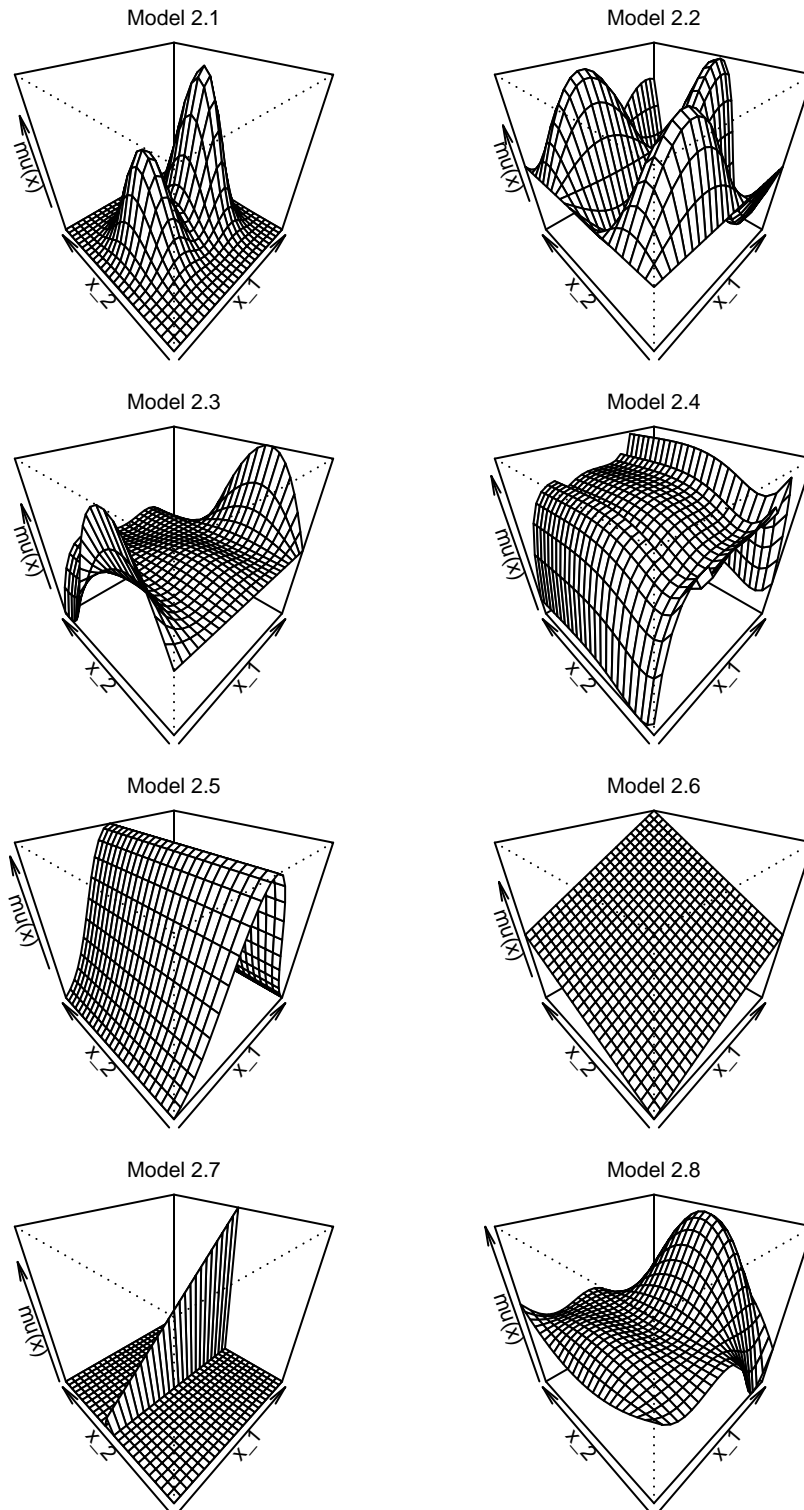 Model 2.1
mu(x)
x_2
x_1
Model 2.2
mu(x)
x_2
x_1
Model 2.3
mu(x)
x_2
x_1
Model 2.4
mu(x)
x_2
x_1
Model 2.5
mu(x)
x_2
x_1
Model 2.6
mu(x)
x_2
x_1
Model 2.7
mu(x)
x_2
x_1
Model 2.8
mu(x)
x_2
x_1